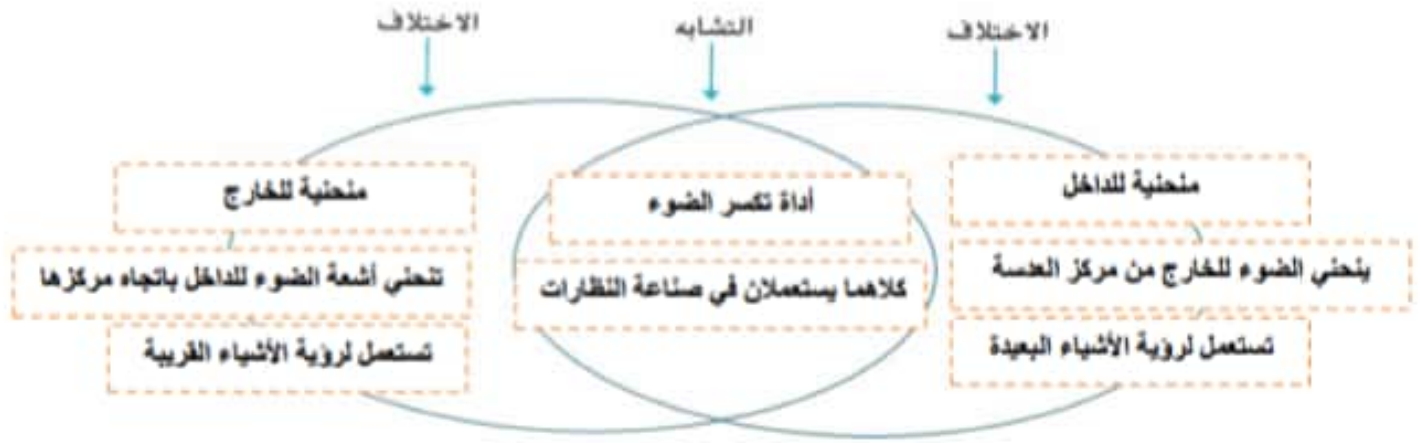 الاختلاف
التشابه
الاختلاف
منحنية للداخل
أداة تكسر الضوء
منحنية للخارج
ينحني الضوء للخارج من مركز العدسة
كلاهما يستعملان في صناعة النظارات
تنحني أشعة الضوء للداخل باتجاه مركزها
تستعمل لرؤية الأشياء البعيدة
تستعمل لرؤية الأشياء القريبة